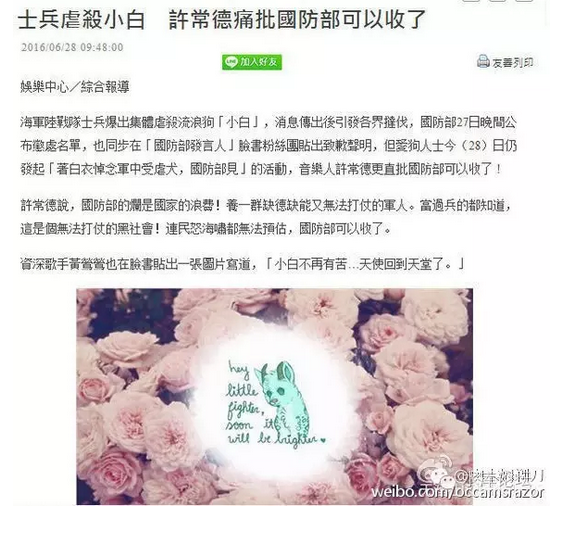 士兵虐殺小白　許常德痛批國防部可以收了
2016/06/28 09:48:00
加入好友
友善列印
娛樂中心／綜合報導
海軍陸戰隊士兵爆出集體虐殺流浪狗「小白」，消息傳出後引發各界撻伐，國防部27日晚間公
布懲處名單，也同步在「國防部發言人」臉書粉絲團貼出致歉聲明，但愛狗人士今（28）日仍
發起「著白衣悼念軍中受虐犬，國防部見」的活動，音樂人許常德更直批國防部可以收了！
許常德說，國防部的爛是國家的浪費！養一群缺德缺能又無法打仗的軍人。當過兵的都知道，
這是個無法打仗的黑社會！連民怒海嘯都無法預估，國防部可以收了。
資深歌手黃鶯鶯也在臉書貼出一張圖片寫道，「小白不再有苦…天使回到天堂了。」
hey
little
fighter,
soon it
will be brighter.
weibo.com/occamsrazor